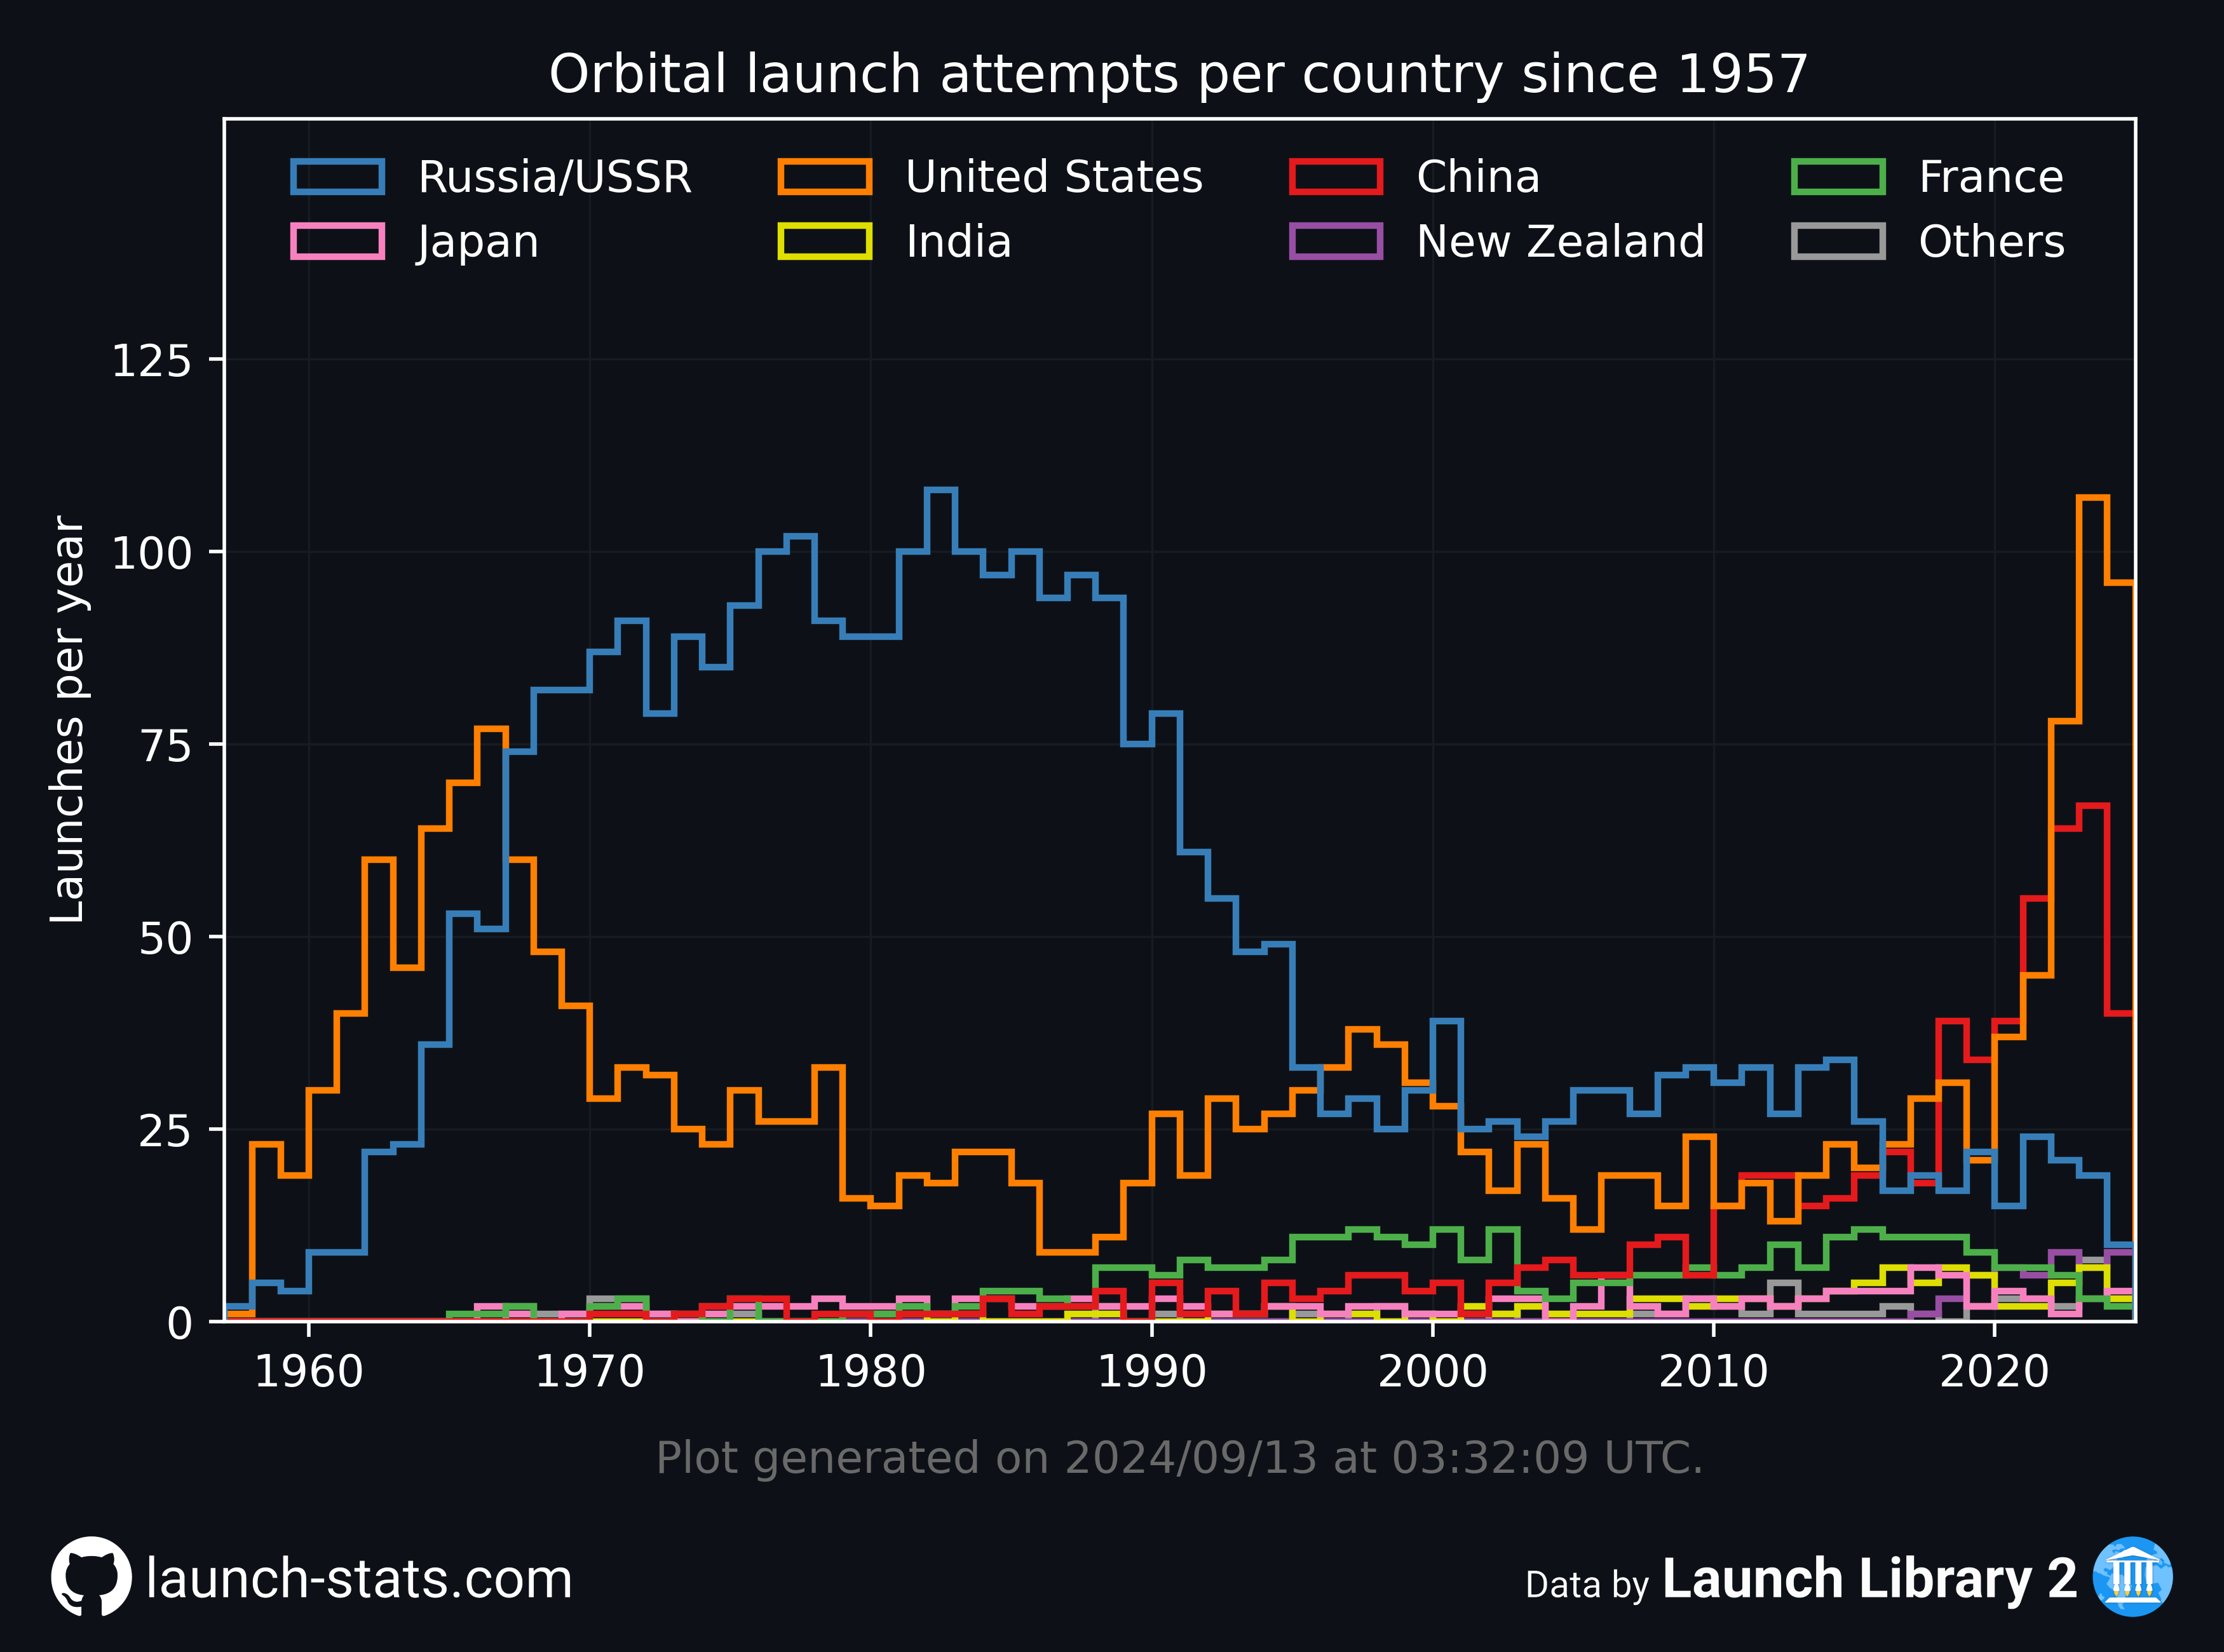 Orbital launch attempts per country since 1957
Russia/USSR United States China France
Japan India New Zealand Others
Launches per year
125
100
75
50
25
0
1960 1970 1980 1990 2000 2010 2020
Plot generated on 2024/09/13 at 03:32:09 UTC.
launch-stats.com
Data by Launch Library 2